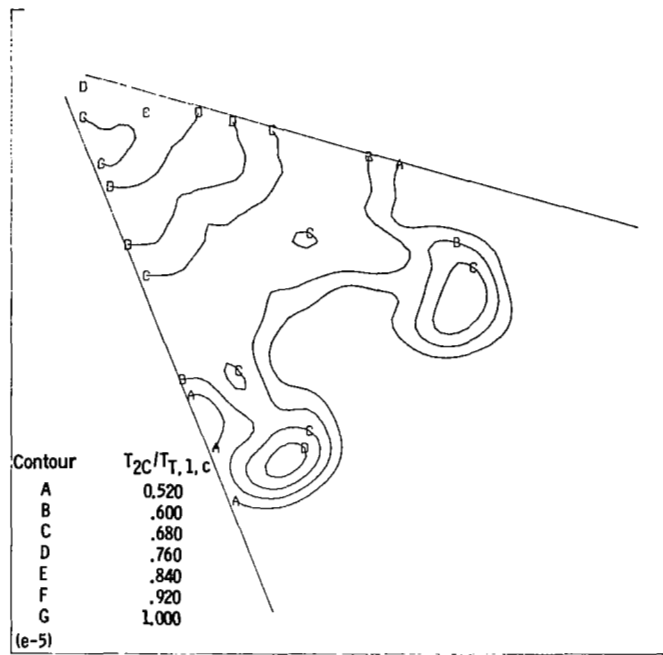 D
E
B
A
B
B
A
A
A
Contour T2C/TT, 1, c
A 0.520
B .600
C .680
D .760
E .840
F .920
G 1.000
(e-5)